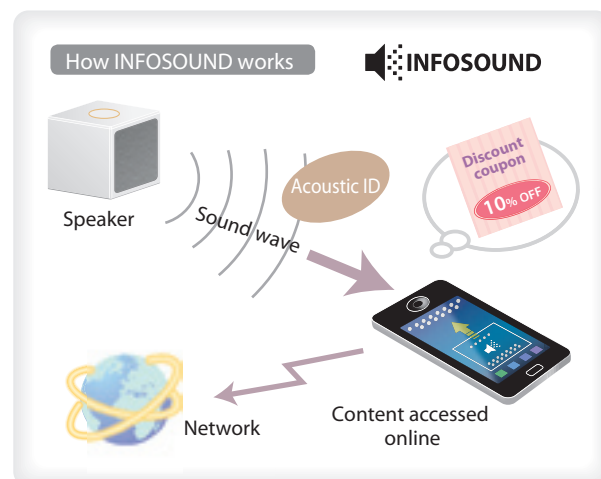 How INFOSOUND works
INFOSOUND
Speaker
Sound wave
Acoustic ID
Discount
coupon
10% OFF
Network
Content accessed
online